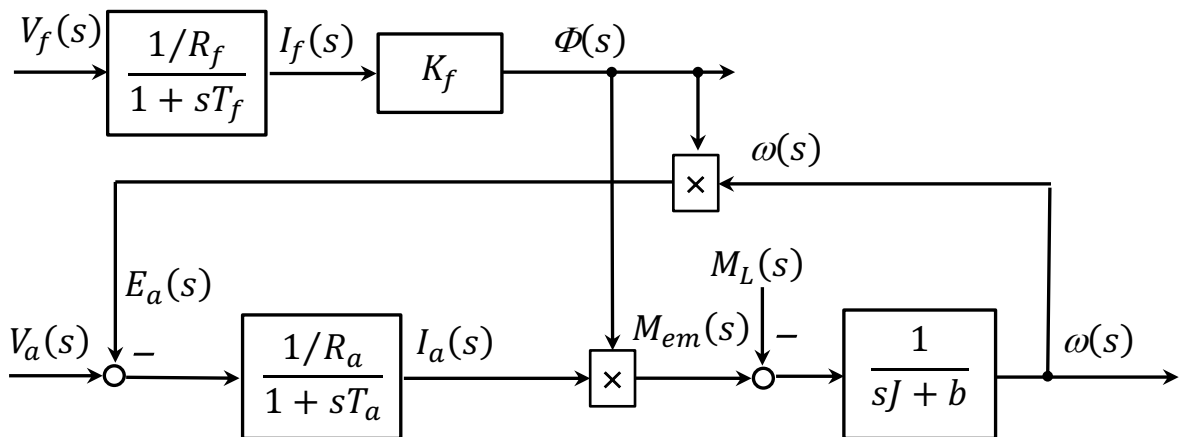 V_f(s)
1/R_f
1 + sT_f
I_f(s)
K_f
Φ(s)
ω(s)
×
E_a(s)
M_L(s)
V_a(s)
−
1/R_a
1 + sT_a
I_a(s)
×
M_em(s)
−
1
sJ + b
ω(s)